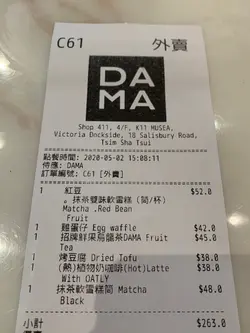 C61 外賣
DA
MA
Shop 411, 4/F, K11 MUSEA,
Victoria Dockside, 18 Salisbury Road,
Tsim Sha Tsui
點餐時間: 2020-05-02 15:08:11
侍應: DAMA
訂單編號: C61 [外賣]
1 紅豆 $52.0
。抹茶雙味軟雪糕 (筒/杯)
Matcha .Red Bean
Fruit
1 雞蛋仔 Egg waffle $42.0
1 招牌鮮果烏龍茶DAMA Fruit $45.0
Tea
1 烤豆腐 Dried Tofu $38.0
1 (熱)植物奶咖啡(Hot)Latte $38.0
With OATLY
1 抹茶軟雪糕筒 Matcha $48.0
Black
小計 $263.0